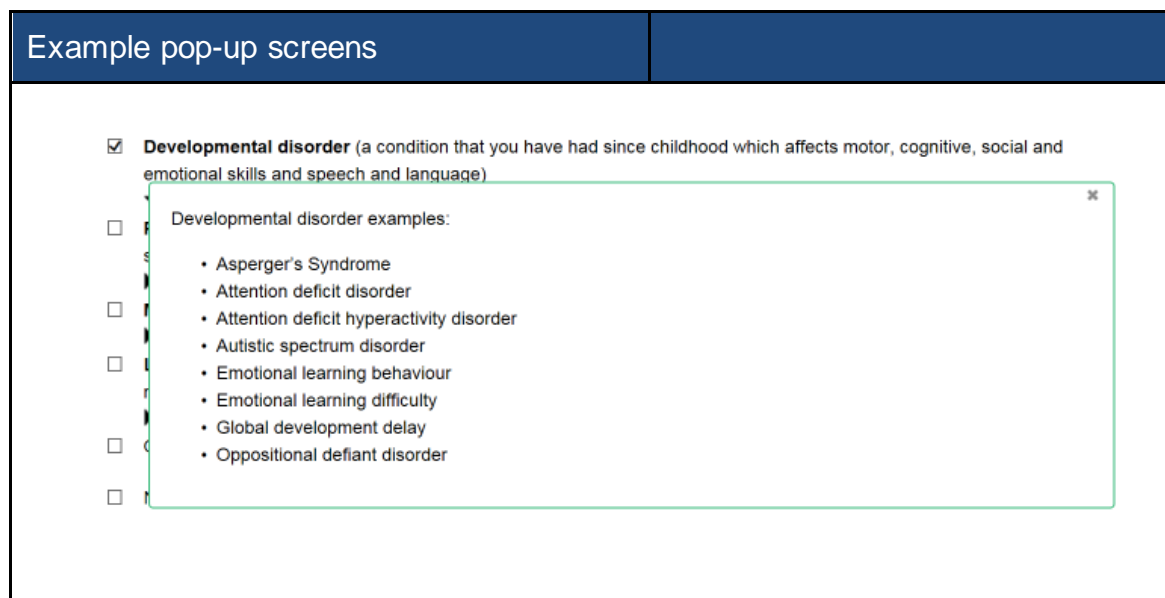 Example pop-up screens
Developmental disorder (a condition that you have had since childhood which affects motor, cognitive, social and
emotional skills and speech and language)
Developmental disorder examples:
• Asperger's Syndrome
• Attention deficit disorder
• Attention deficit hyperactivity disorder
• Autistic spectrum disorder
• Emotional learning behaviour
• Emotional learning difficulty
• Global development delay
• Oppositional defiant disorder